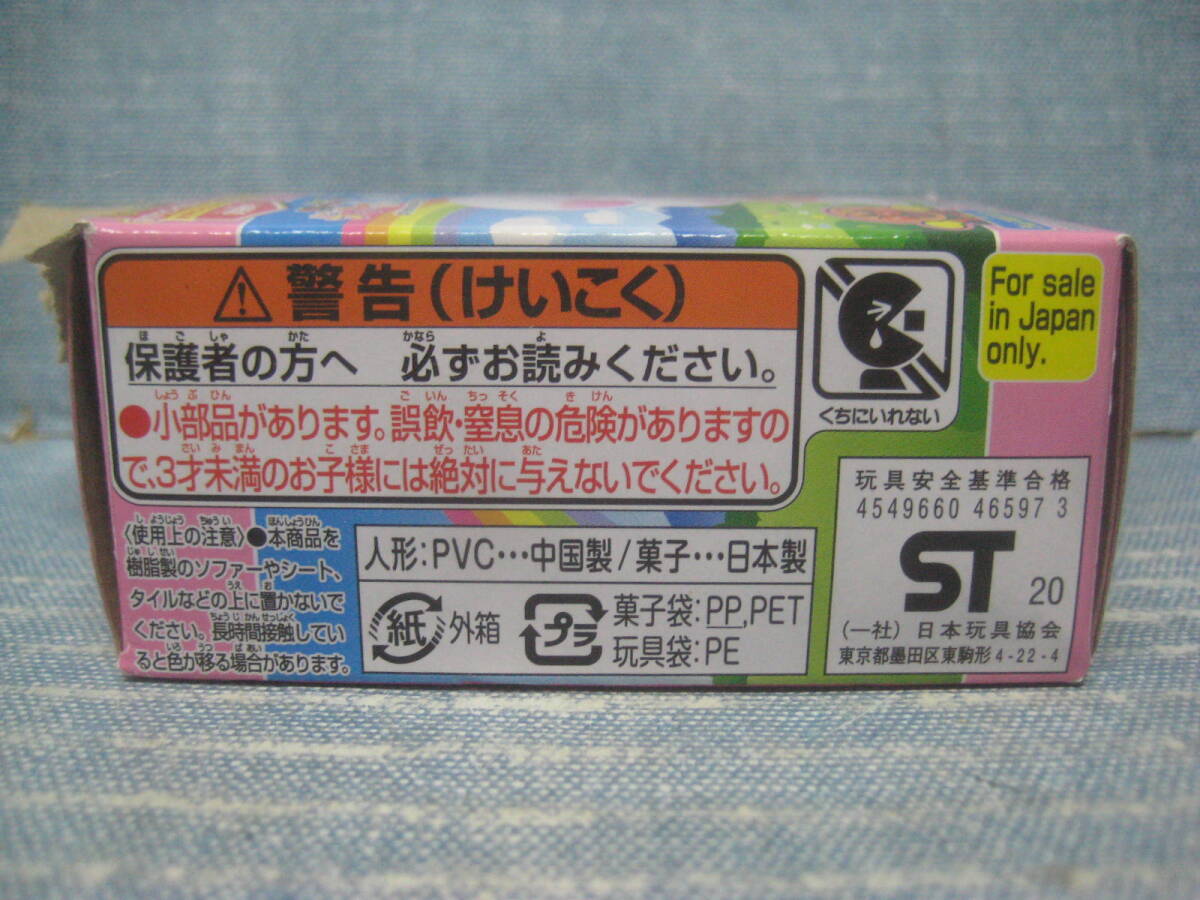 警告(けいこく)
保護者の方へ 必ずお読みください。
●小部品があります。誤飲・窒息の危険がありますの
で、3才未満のお子様には絶対に与えないでください。
くちにいれない
For sale
in Japan
only.
〈使用上の注意〉●本商品を
樹脂製のソファーやシート、
タイルなどの上に置かないで
ください。長時間接触してい
ると色が移る場合があります。
人形:PVC…中国製/菓子…日本製
紙 外箱
プラ 菓子袋:PP,PET
玩具袋:PE
玩具安全基準合格
4549660 46597 3
ST 20
(一社) 日本玩具協会
東京都墨田区東駒形4-22-4